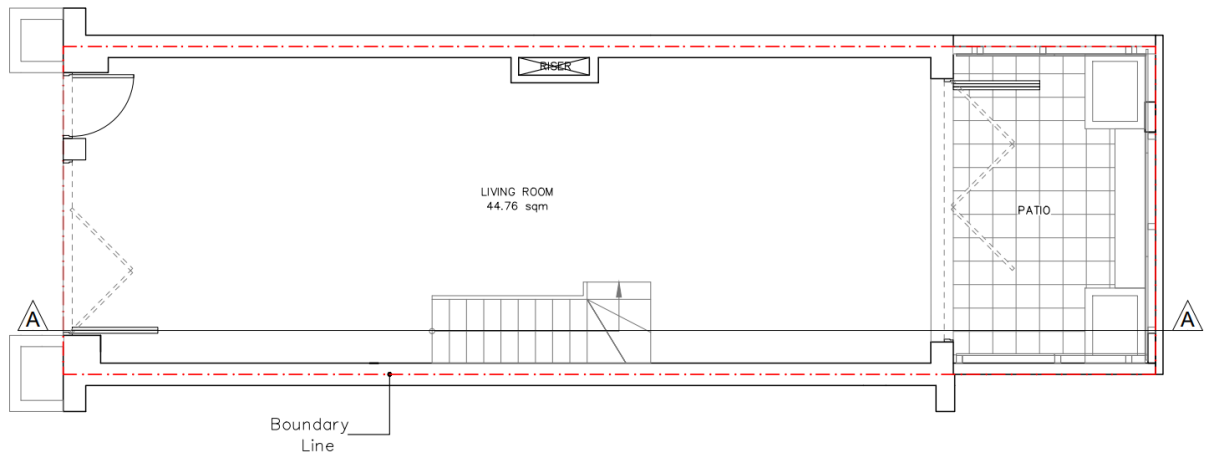 RISER
LIVING ROOM
44.76 sqm
PATIO
A
A
Boundary
Line